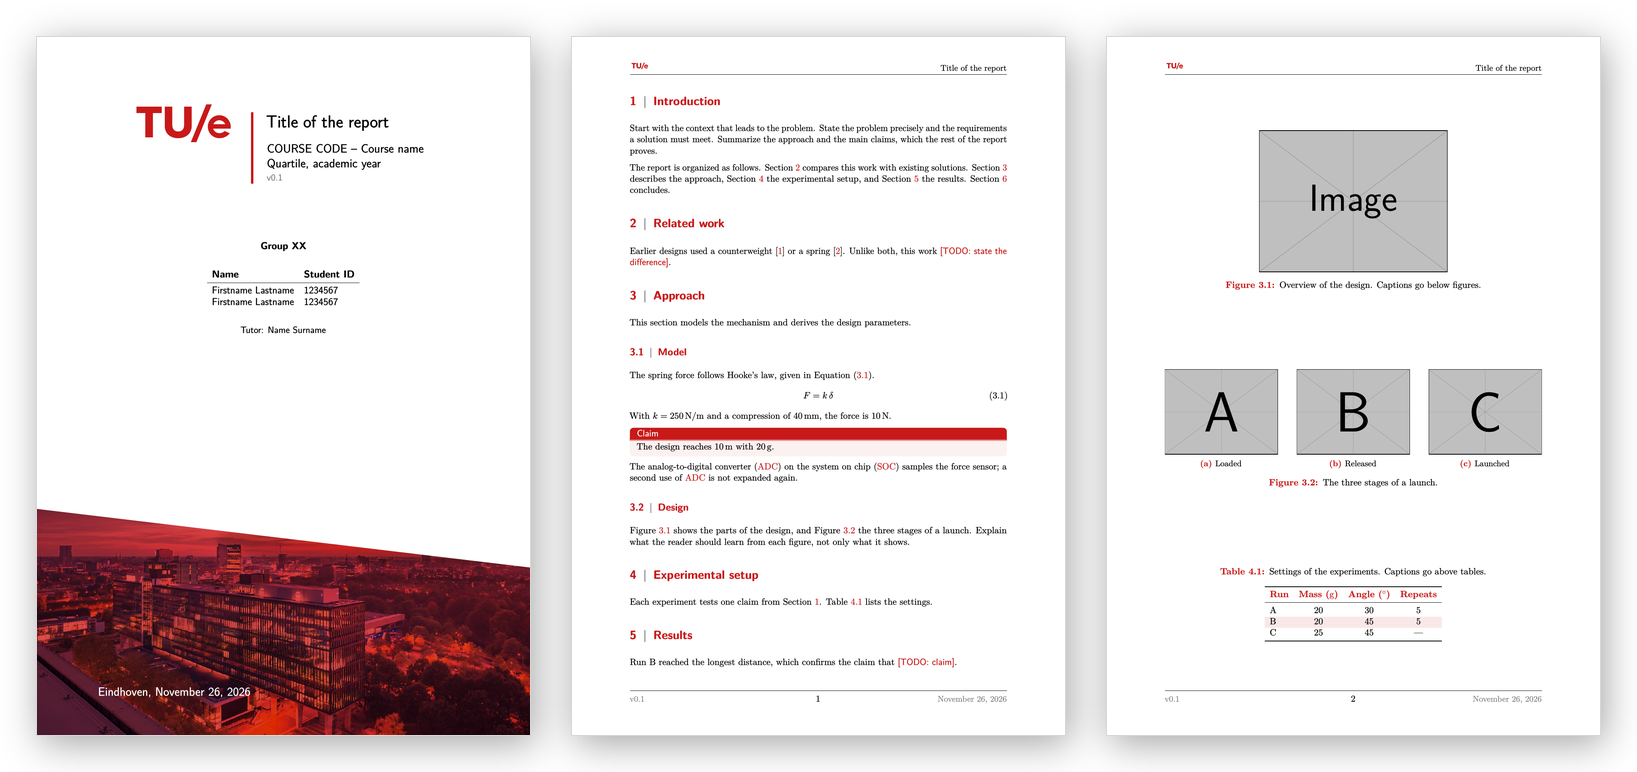 TU/e
Title of the report
COURSE CODE – Course name
Quartile, academic year
v0.1
Group XX
Name Student ID
Firstname Lastname 1234567
Firstname Lastname 1234567
Tutor: Name Surname
Eindhoven, November 26, 2026
TU/e Title of the report
1 | Introduction
Start with the context that leads to the problem. State the problem precisely and the requirements
a solution must meet. Summarize the approach and the main claims, which the rest of the report
proves.
The report is organized as follows. Section 2 compares this work with existing solutions. Section 3
describes the approach, Section 4 the experimental setup, and Section 5 the results. Section 6
concludes.
2 | Related work
Earlier designs used a counterweight [1] or a spring [2]. Unlike both, this work [TODO: state the
difference].
3 | Approach
This section models the mechanism and derives the design parameters.
3.1 | Model
The spring force follows Hooke's law, given in Equation (3.1).
F = k δ (3.1)
With k = 250 N/m and a compression of 40 mm, the force is 10 N.
Claim
The design reaches 10 m with 20 g.
The analog-to-digital converter (ADC) on the system on chip (SOC) samples the force sensor; a
second use of ADC is not expanded again.
3.2 | Design
Figure 3.1 shows the parts of the design, and Figure 3.2 the three stages of a launch. Explain
what the reader should learn from each figure, not only what it shows.
4 | Experimental setup
Each experiment tests one claim from Section 1. Table 4.1 lists the settings.
5 | Results
Run B reached the longest distance, which confirms the claim that [TODO: claim].
v0.1 1 November 26, 2026
TU/e Title of the report
Image
Figure 3.1: Overview of the design. Captions go below figures.
A B C
(a) Loaded (b) Released (c) Launched
Figure 3.2: The three stages of a launch.
Table 4.1: Settings of the experiments. Captions go above tables.
Run Mass (g) Angle (°) Repeats
A 20 30 5
B 20 45 5
C 25 45 —
v0.1 2 November 26, 2026